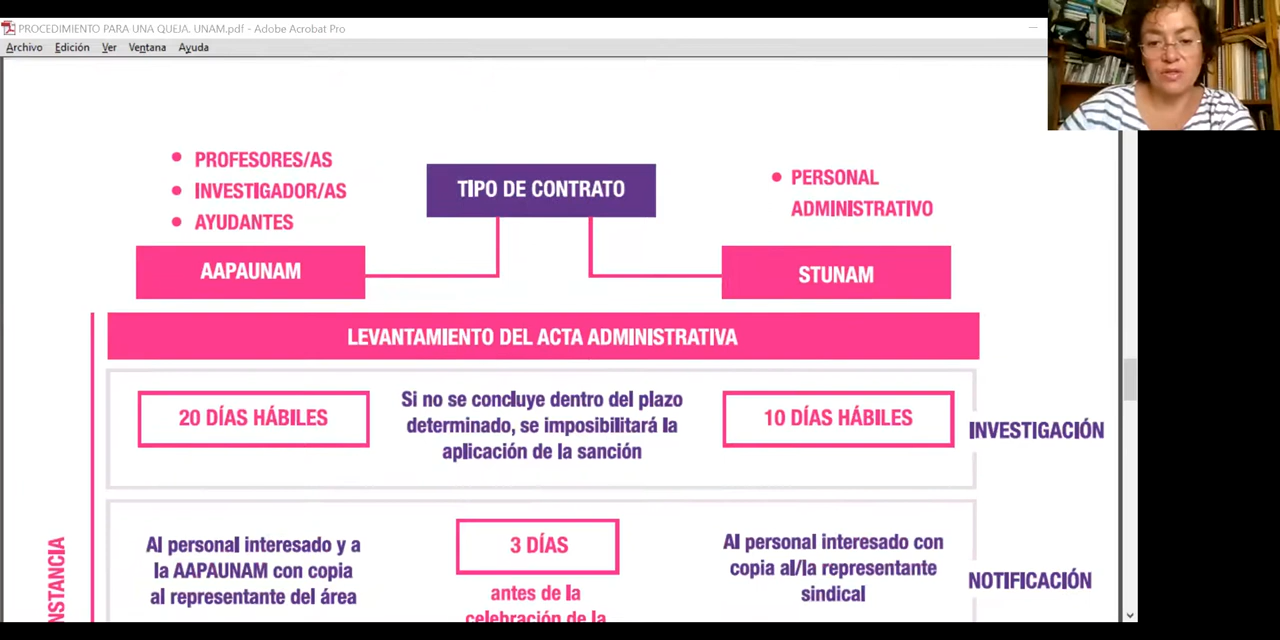 PROCEDIMIENTO PARA UNA QUEJA. UNAM.pdf - Adobe Acrobat Pro
Archivo Edición Ver Ventana Ayuda
PROFESORES/AS
INVESTIGADOR/AS
AYUDANTES
TIPO DE CONTRATO
PERSONAL
ADMINISTRATIVO
AAPAUNAM
STUNAM
LEVANTAMIENTO DEL ACTA ADMINISTRATIVA
20 DÍAS HÁBILES
Si no se concluye dentro del plazo
determinado, se imposibilitará la
aplicación de la sanción
10 DÍAS HÁBILES
INVESTIGACIÓN
Al personal interesado y a
la AAPAUNAM con copia
al representante del área
3 DÍAS
antes de la
celebración de la
Al personal interesado con
copia al/la representante
sindical
NOTIFICACIÓN
NSTANCIA